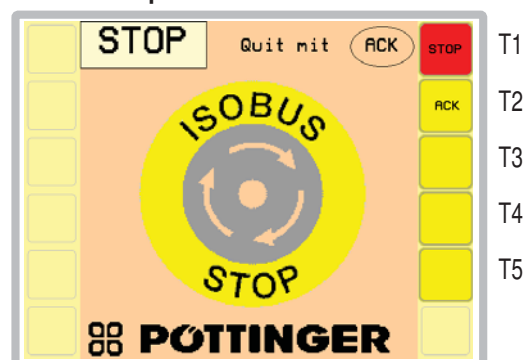 STOP Quit mit ACK STOP T1
ACK T2
T3
T4
T5
ISOBUS
STOP
PÖTTINGER